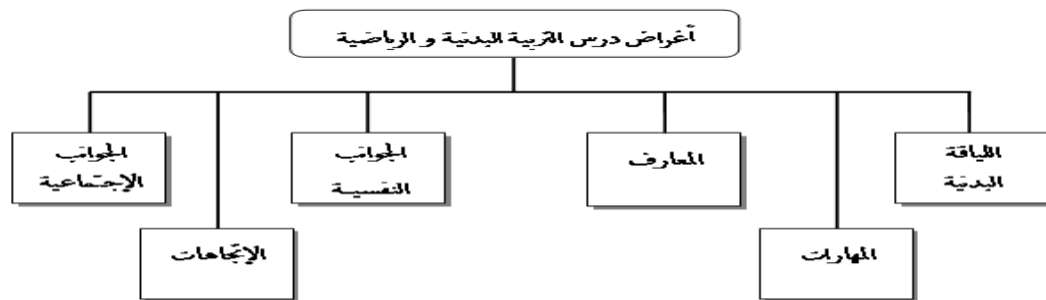 أغراض درس التربية البدنية و الرياضية
اللياقة
البدنية
المهارات
المعارف
الجوانب
النفسية
الإتجاهات
الجوانب
الإجتماعية